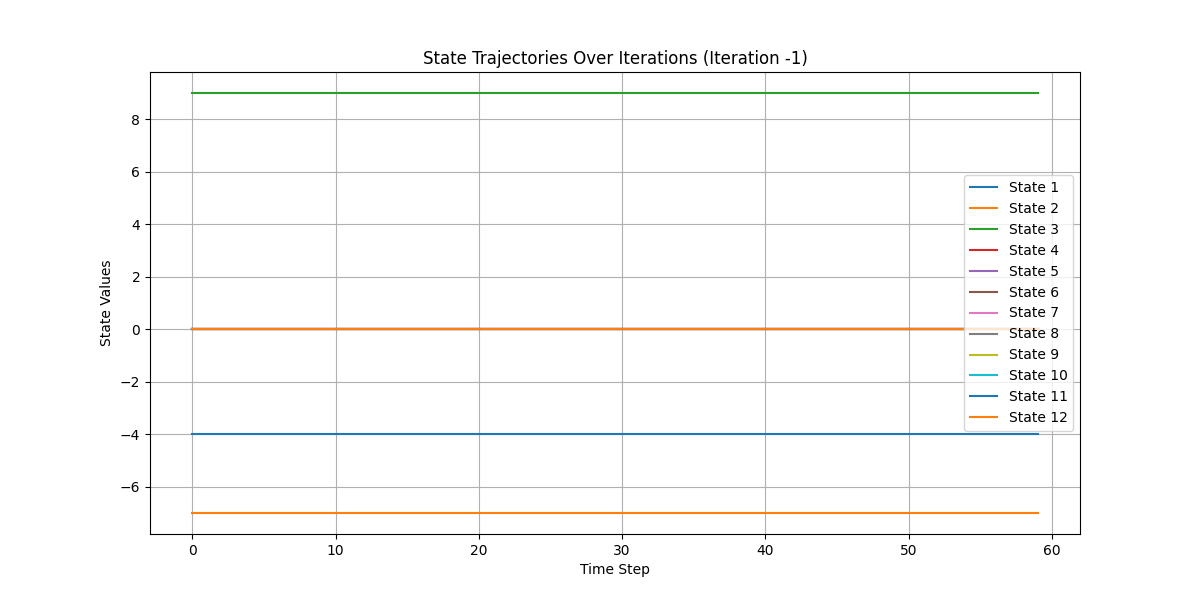 State Trajectories Over Iterations (Iteration -1)
State Values
8
6
4
2
0
−2
−4
−6
State 1
State 2
State 3
State 4
State 5
State 6
State 7
State 8
State 9
State 10
State 11
State 12
0 10 20 30 40 50 60
Time Step